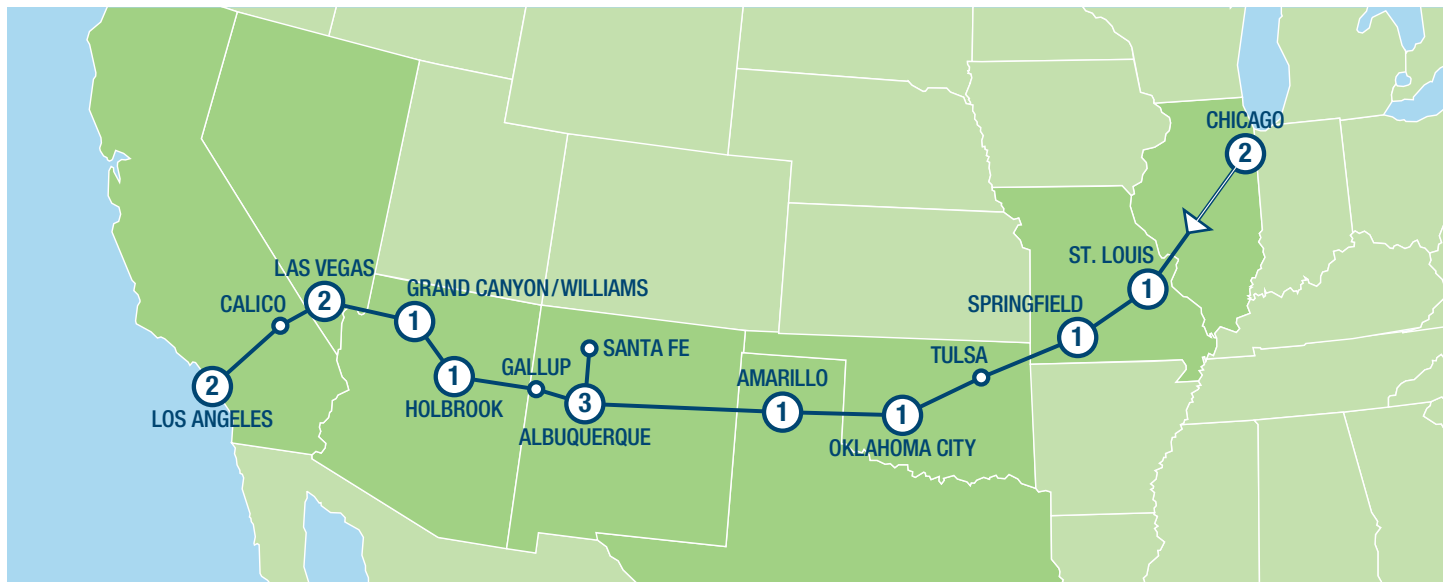 CHICAGO
2
ST. LOUIS
1
SPRINGFIELD
1
TULSA
OKLAHOMA CITY
1
AMARILLO
1
SANTA FE
ALBUQUERQUE
3
GALLUP
HOLBROOK
1
GRAND CANYON/WILLIAMS
1
LAS VEGAS
2
CALICO
LOS ANGELES
2